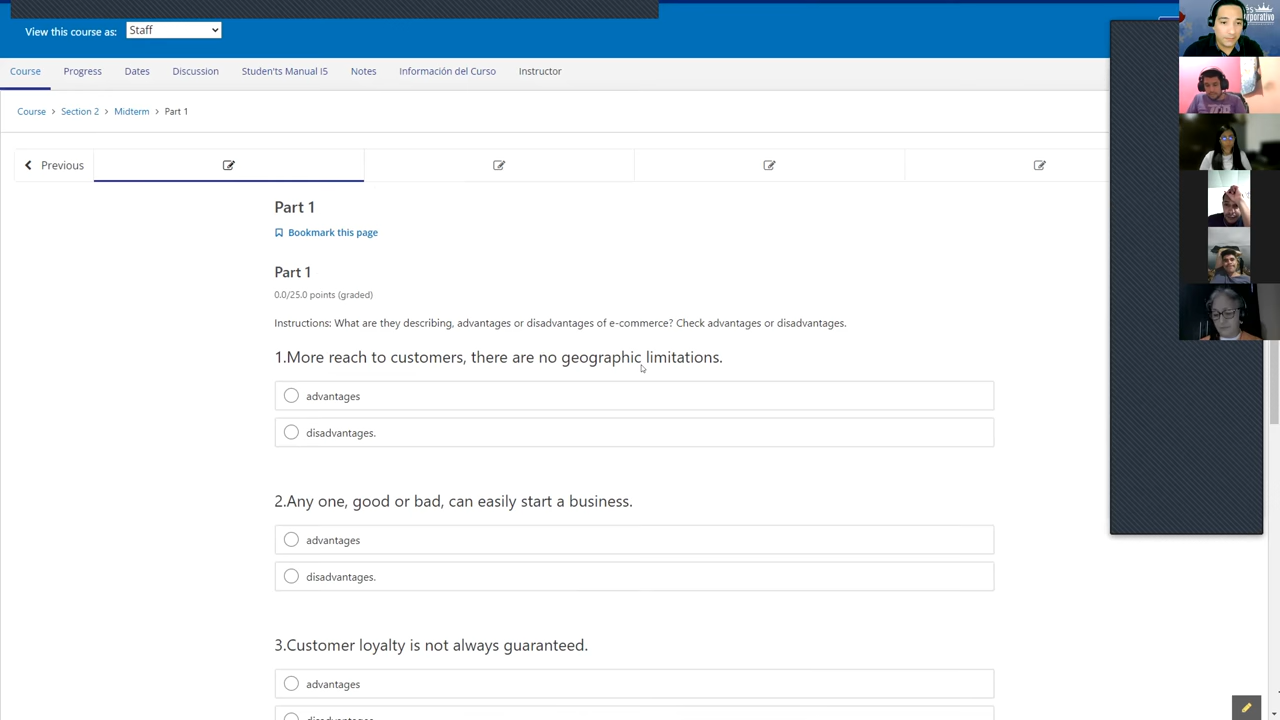 View this course as: Staff
Course Progress Dates Discussion Studen'ts Manual I5 Notes Información del Curso Instructor
Course > Section 2 > Midterm > Part 1
Previous
Part 1
Bookmark this page
Part 1
0.0/25.0 points (graded)
Instructions: What are they describing, advantages or disadvantages of e-commerce? Check advantages or disadvantages.
1.More reach to customers, there are no geographic limitations.
advantages
disadvantages.
2.Any one, good or bad, can easily start a business.
advantages
disadvantages.
3.Customer loyalty is not always guaranteed.
advantages